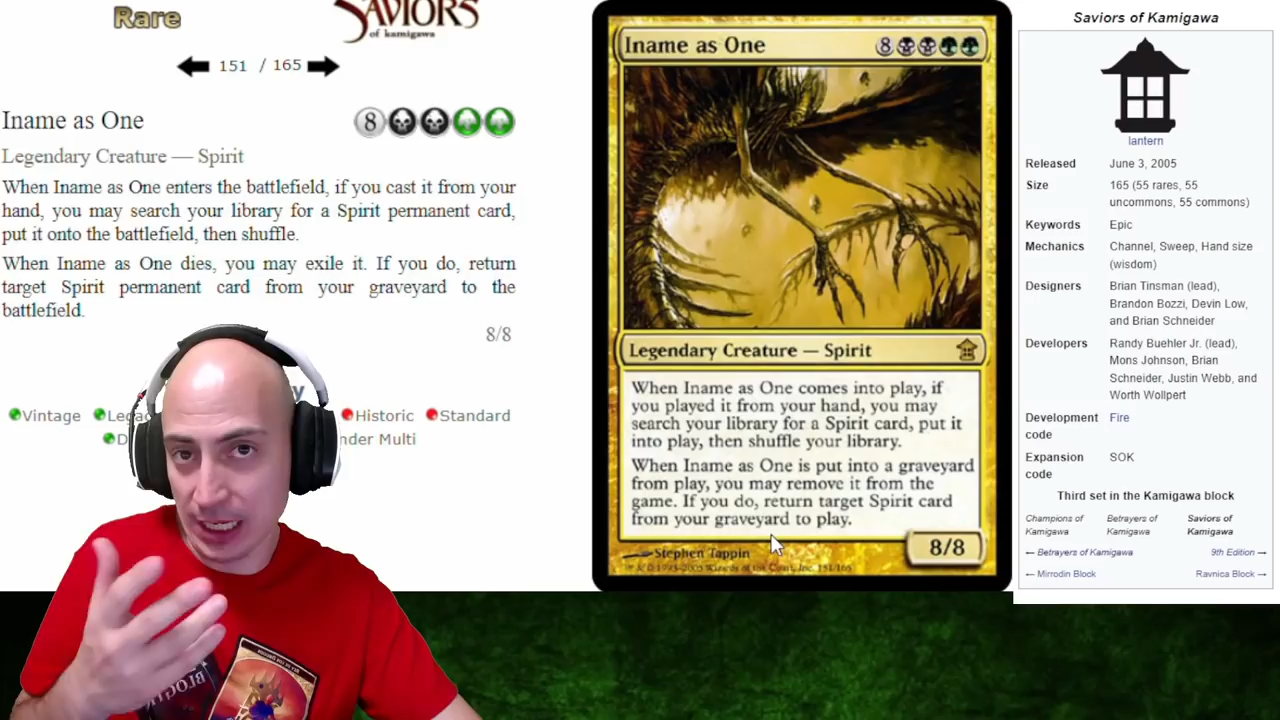 Rare
SAVIORS
of kamigawa
151 / 165
Iname as One
8
Legendary Creature — Spirit
When Iname as One enters the battlefield, if you cast it from your
hand, you may search your library for a Spirit permanent card,
put it onto the battlefield, then shuffle.
When Iname as One dies, you may exile it. If you do, return
target Spirit permanent card from your graveyard to the
battlefield.
8/8
Vintage
Historic
Standard
Multi
Iname as One
8
Legendary Creature — Spirit
When Iname as One comes into play, if
you played it from your hand, you may
search your library for a Spirit card, put it
into play, then shuffle your library.
When Iname as One is put into a graveyard
from play, you may remove it from the
game. If you do, return target Spirit card
from your graveyard to play.
Stephen Tappin
8/8
151/165
Saviors of Kamigawa
lantern
Released June 3, 2005
Size 165 (55 rares, 55
uncommons, 55 commons)
Keywords Epic
Mechanics Channel, Sweep, Hand size
(wisdom)
Designers Brian Tinsman (lead),
Brandon Bozzi, Devin Low,
and Brian Schneider
Developers Randy Buehler Jr. (lead),
Mons Johnson, Brian
Schneider, Justin Webb, and
Worth Wollpert
Development Fire
code
Expansion SOK
code
Third set in the Kamigawa block
Champions of Betrayers of Saviors of
Kamigawa Kamigawa Kamigawa
← Betrayers of Kamigawa 9th Edition →
← Mirrodin Block Ravnica Block →